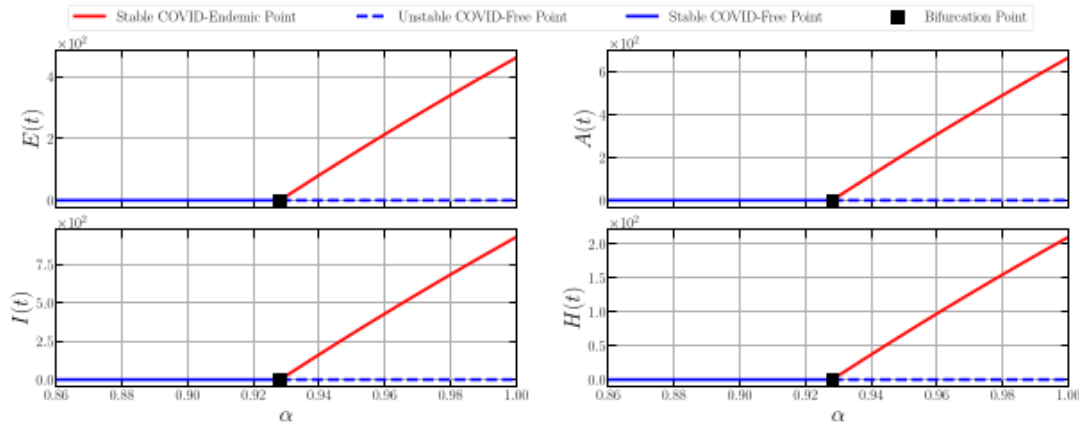 Stable COVID-Endemic Point Unstable COVID-Free Point Stable COVID-Free Point Bifurcation Point
×10² ×10²
4 6
E(t) A(t)
2 4
2
0 0
×10² ×10²
7.5 2.0
1.5
I(t) H(t)
5.0 1.0
2.5 0.5
0.0 0.0
0.86 0.88 0.90 0.92 0.94 0.96 0.98 1.00 0.86 0.88 0.90 0.92 0.94 0.96 0.98 1.00
α α